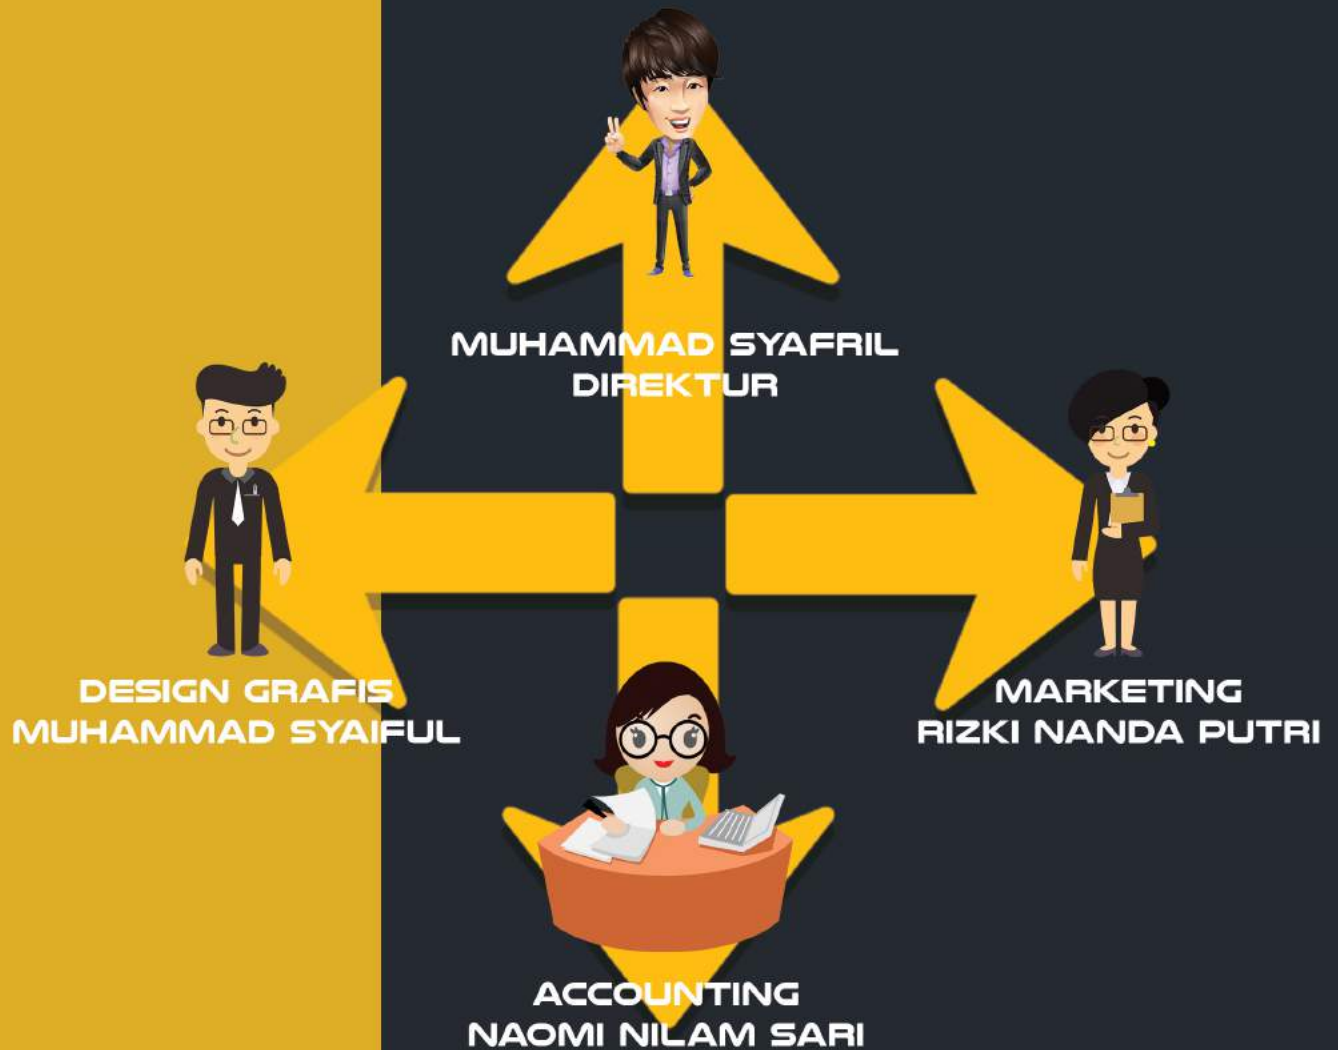 MUHAMMAD SYAFRIL
DIREKTUR
DESIGN GRAFIS
MUHAMMAD SYAIFUL
MARKETING
RIZKI NANDA PUTRI
ACCOUNTING
NAOMI NILAM SARI